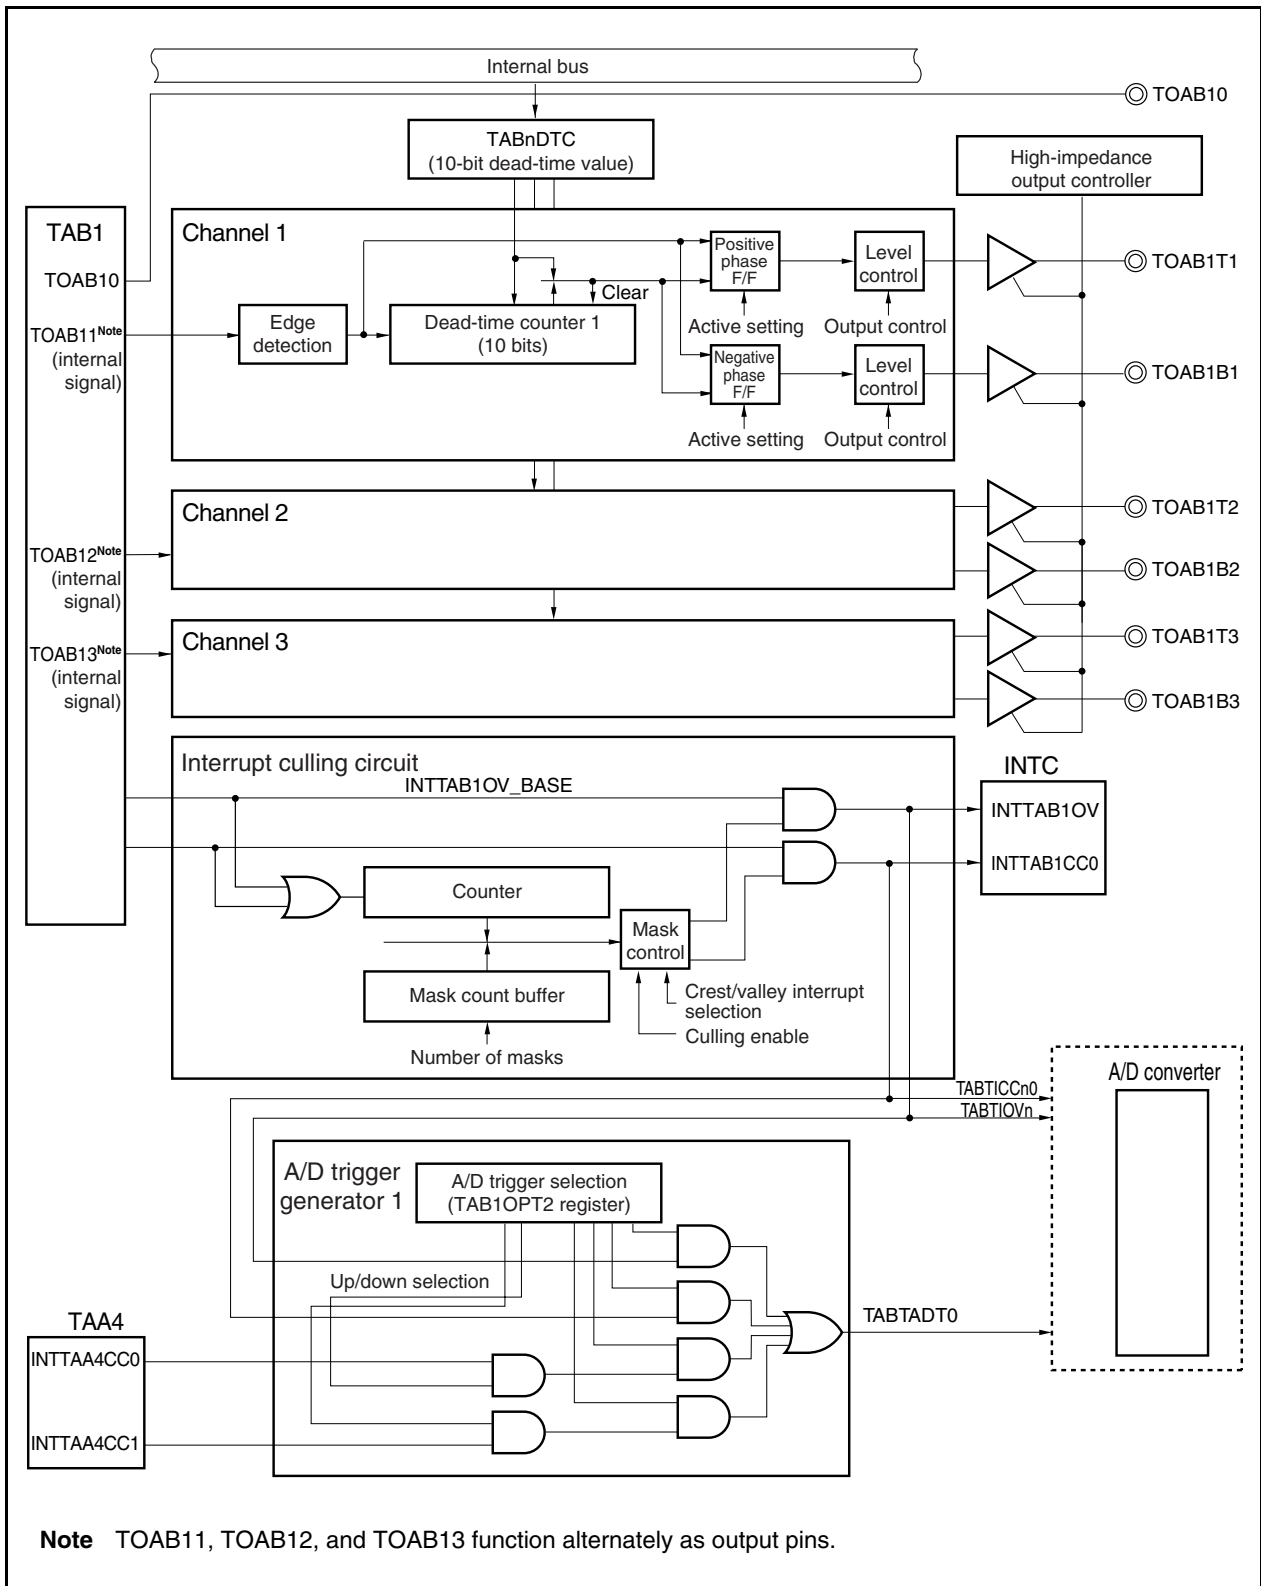 Internal bus
TOAB10
TABnDTC
(10-bit dead-time value)
High-impedance
output controller
TAB1
TOAB10
TOAB11Note
(internal
signal)
TOAB12Note
(internal
signal)
TOAB13Note
(internal
signal)
Channel 1
Edge
detection
Dead-time counter 1
(10 bits)
Clear
Positive
phase
F/F
Level
control
Active setting
Output control
Negative
phase
F/F
Level
control
Active setting
Output control
TOAB1T1
TOAB1B1
Channel 2
TOAB1T2
TOAB1B2
Channel 3
TOAB1T3
TOAB1B3
Interrupt culling circuit
INTTAB1OV_BASE
Counter
Mask count buffer
Number of masks
Mask
control
Crest/valley interrupt
selection
Culling enable
INTC
INTTAB1OV
INTTAB1CC0
TABTICCn0
TABTIOVn
A/D converter
A/D trigger
generator 1
A/D trigger selection
(TAB1OPT2 register)
Up/down selection
TABTADT0
TAA4
INTTAA4CC0
INTTAA4CC1
Note TOAB11, TOAB12, and TOAB13 function alternately as output pins.